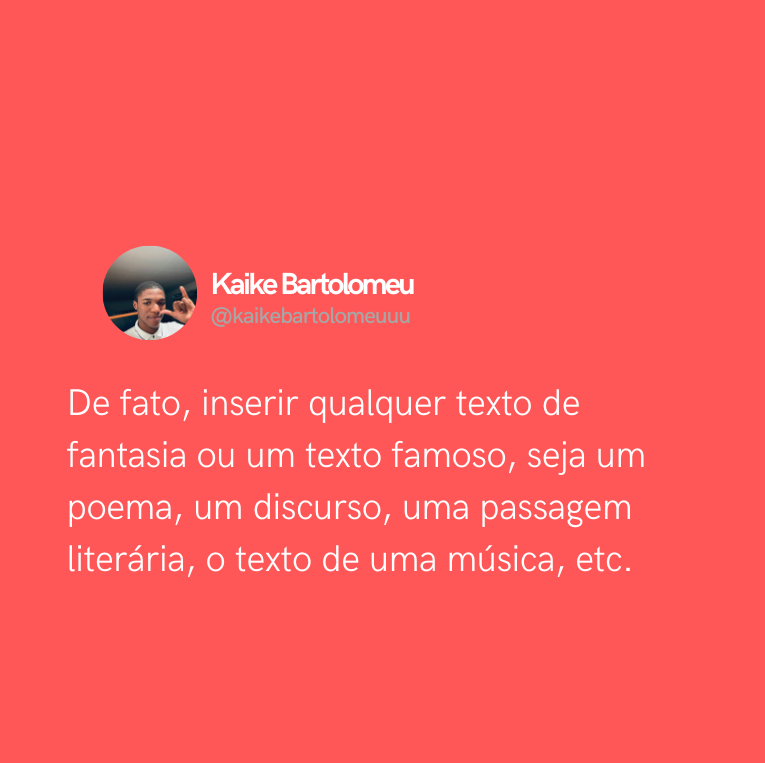 Kaike Bartolomeu
@kaikebartolomeuuu
De fato, inserir qualquer texto de
fantasia ou um texto famoso, seja um
poema, um discurso, uma passagem
literária, o texto de uma música, etc.